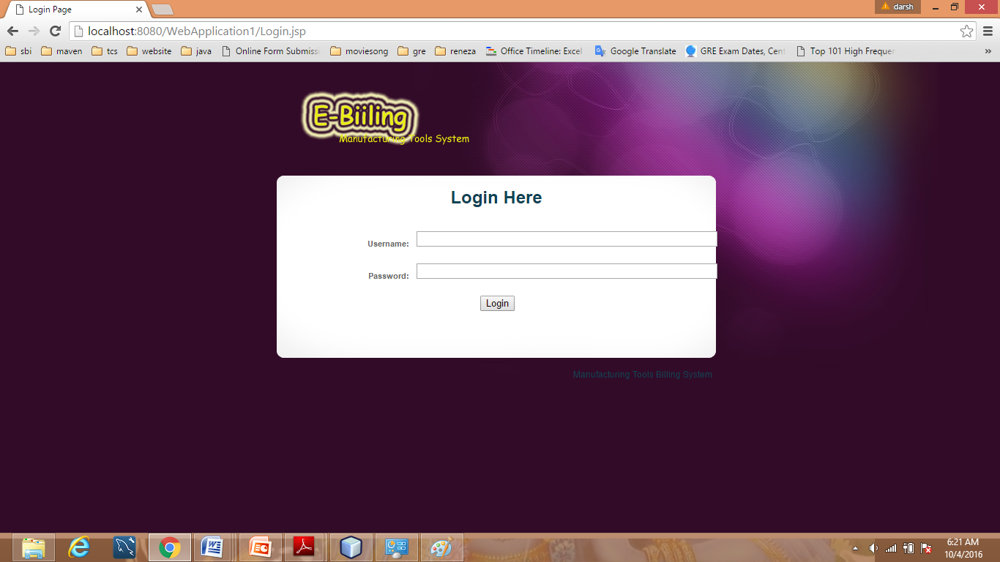 Login Page
darsh
localhost:8080/WebApplication1/Login.jsp
sbi maven tcs website java Online Form Submissi moviesong gre reneza Office Timeline: Excel Google Translate GRE Exam Dates, Cent Top 101 High Frequer »
E-Biiling
Manufacturing Tools System
Login Here
Username:
Password:
Login
Manufacturing Tools Billing System
6:21 AM
10/4/2016